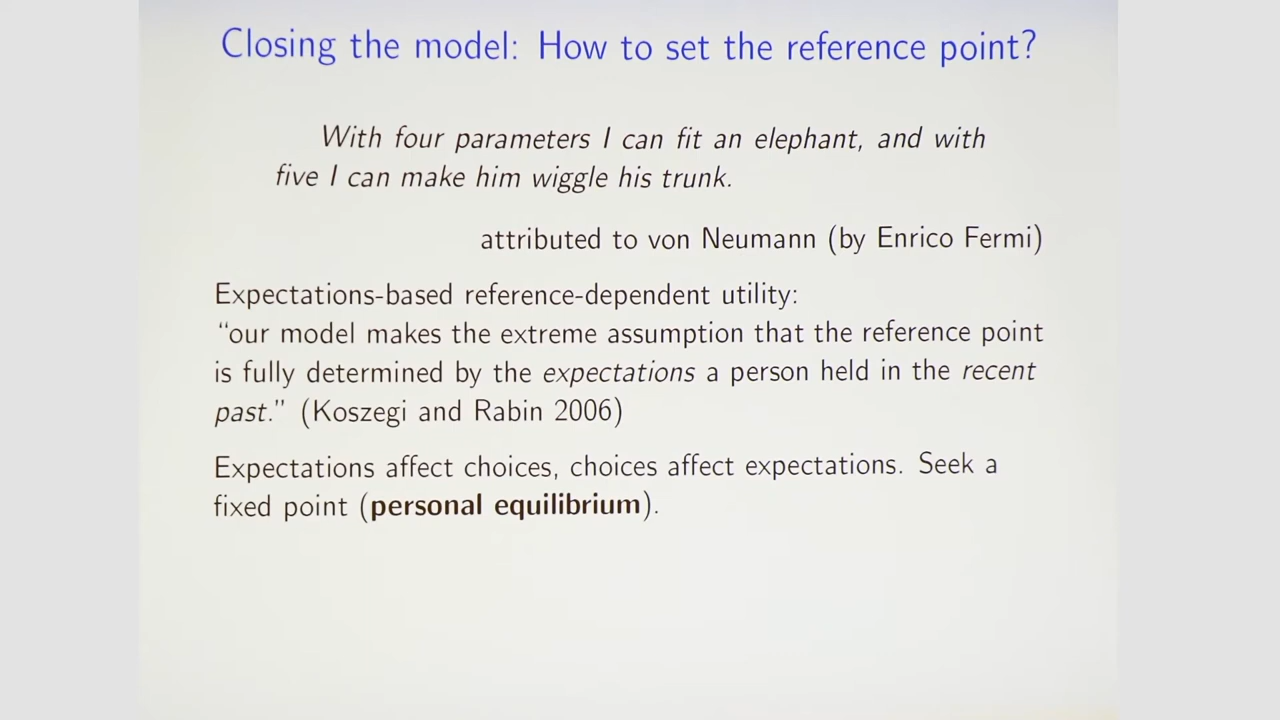 Closing the model: How to set the reference point?
With four parameters I can fit an elephant, and with
five I can make him wiggle his trunk.
attributed to von Neumann (by Enrico Fermi)
Expectations-based reference-dependent utility:
“our model makes the extreme assumption that the reference point
is fully determined by the expectations a person held in the recent
past.” (Koszegi and Rabin 2006)
Expectations affect choices, choices affect expectations. Seek a
fixed point (personal equilibrium).